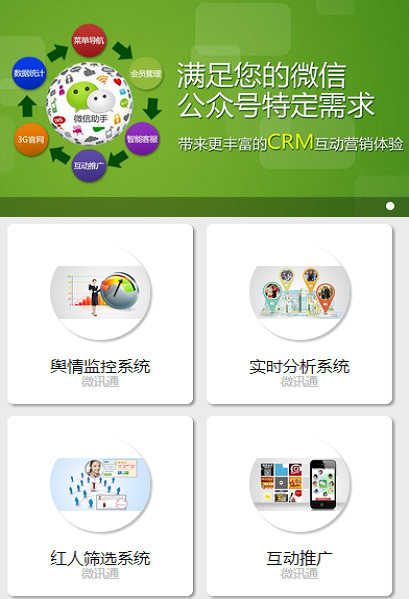 菜单导航
数据统计
会员管理
微信助手
3G官网
智能客服
互动推广
满足您的微信
公众号特定需求
带来更丰富的CRM互动营销体验
舆情监控系统
微讯通
实时分析系统
微讯通
红人筛选系统
微讯通
互动推广
微讯通